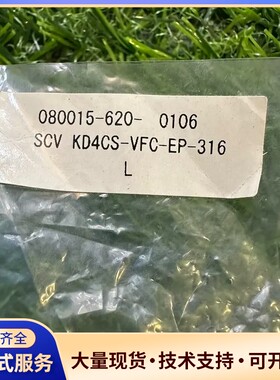 080015-620- 0106
SCV KD4CS-VFC-EP-316
L
齐全
式服务
大量现货·技术支持·可开